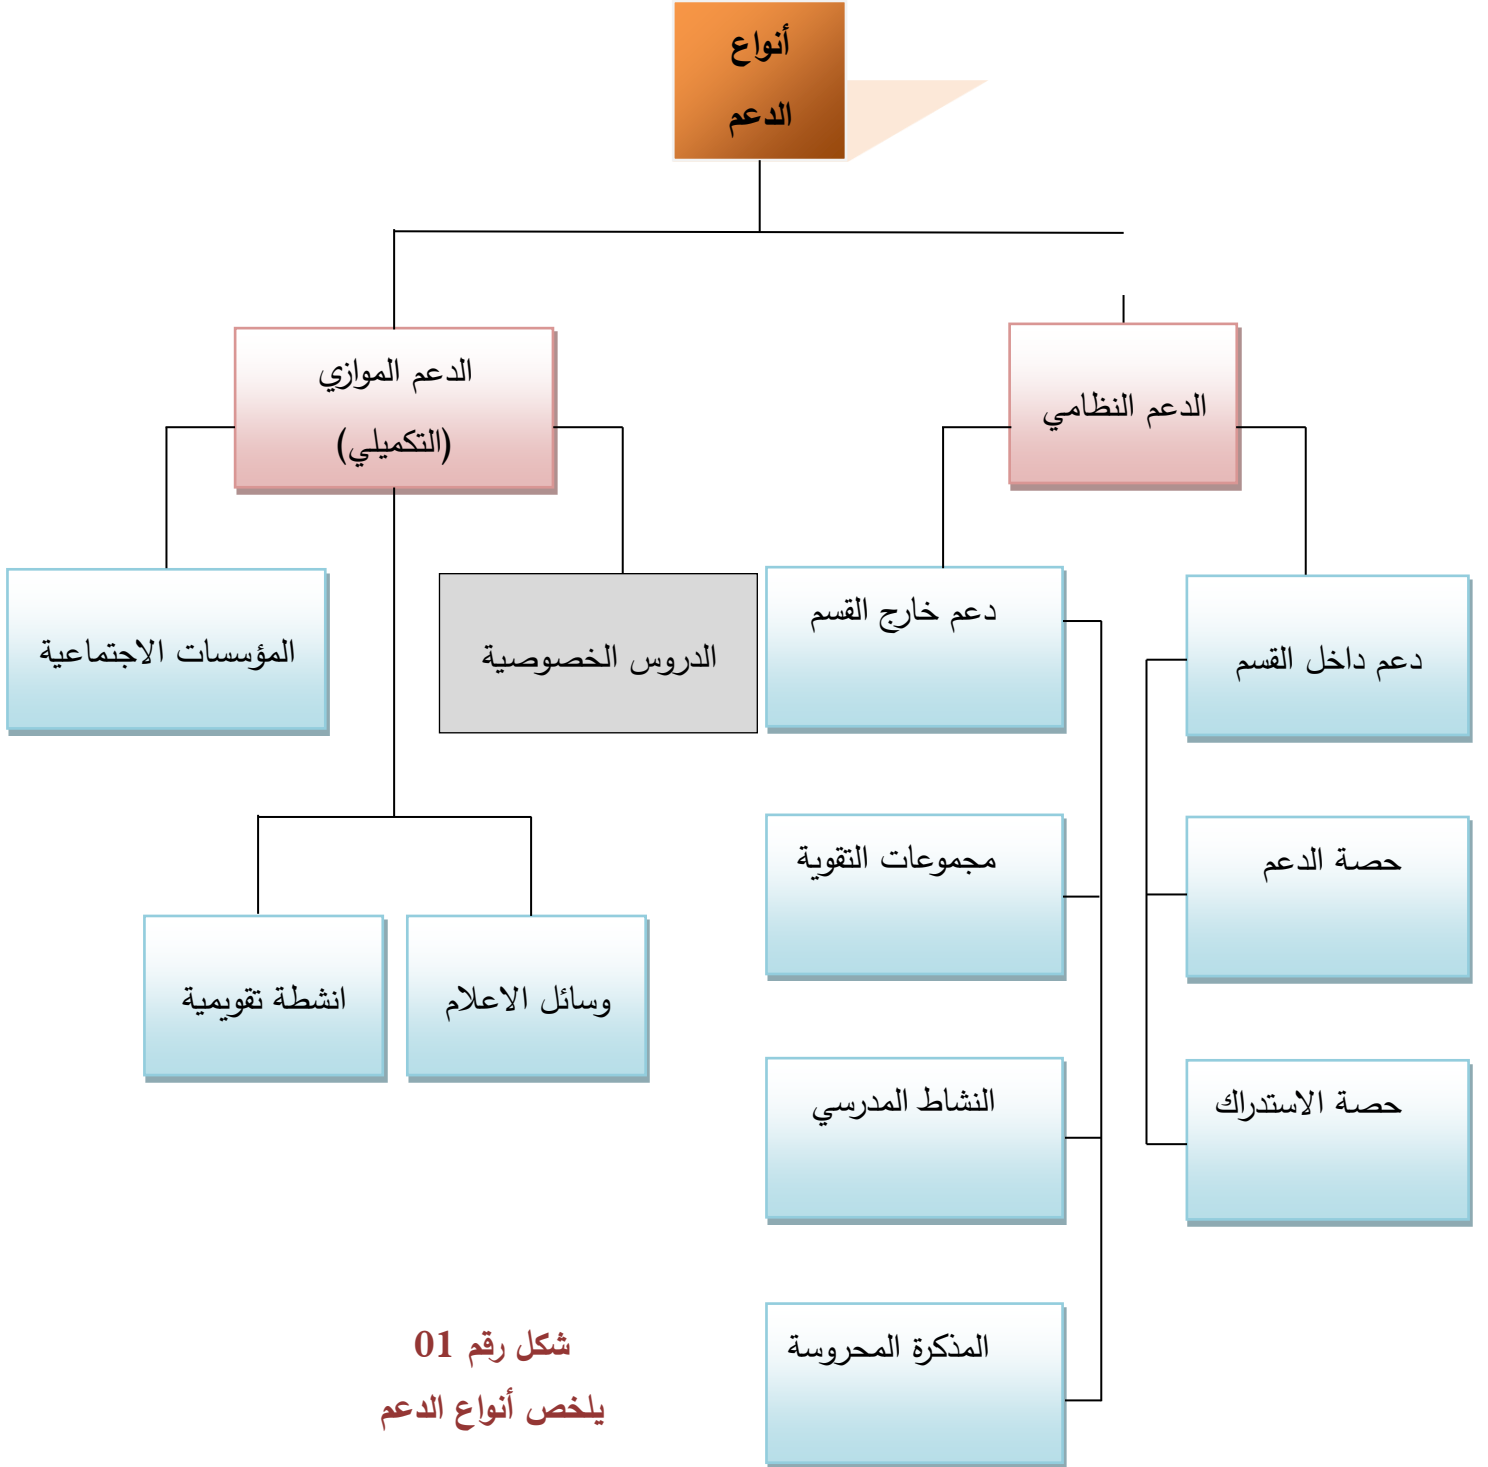 أنواع
الدعم
الدعم النظامي
الدعم الموازي
(التكميلي)
دعم داخل القسم
دعم خارج القسم
الدروس الخصوصية
المؤسسات الاجتماعية
حصة الدعم
مجموعات التقوية
وسائل الاعلام
انشطة تقويمية
حصة الاستدراك
النشاط المدرسي
المذكرة المحروسة
شكل رقم 01
يلخص أنواع الدعم